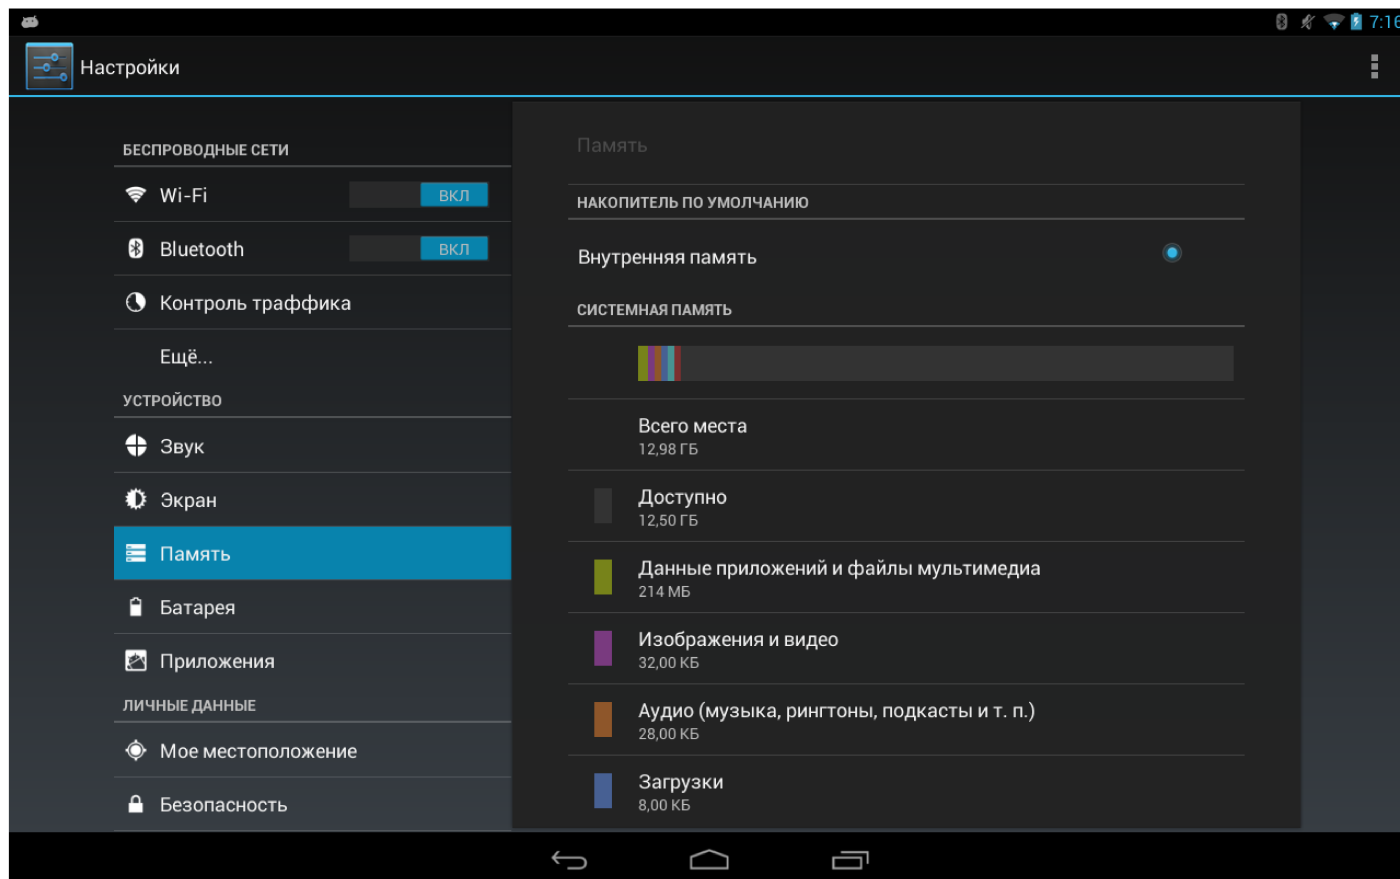 7:16
Настройки
БЕСПРОВОДНЫЕ СЕТИ
Wi-Fi
ВКЛ
Bluetooth
ВКЛ
Контроль траффика
Ещё...
УСТРОЙСТВО
Звук
Экран
Память
Батарея
Приложения
ЛИЧНЫЕ ДАННЫЕ
Мое местоположение
Безопасность
Память
НАКОПИТЕЛЬ ПО УМОЛЧАНИЮ
Внутренняя память
СИСТЕМНАЯ ПАМЯТЬ
Всего места
12,98 ГБ
Доступно
12,50 ГБ
Данные приложений и файлы мультимедиа
214 МБ
Изображения и видео
32,00 КБ
Аудио (музыка, рингтоны, подкасты и т. п.)
28,00 КБ
Загрузки
8,00 КБ